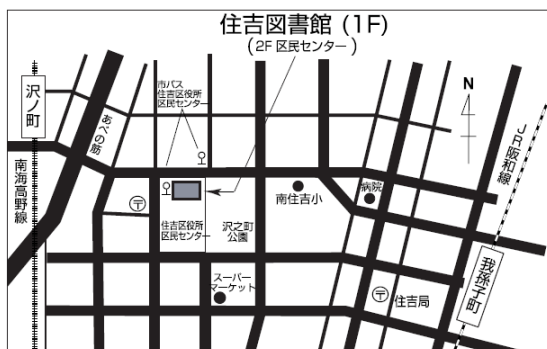 住吉図書館 (1F)
(2F 区民センター)
沢ノ町
あべの筋
市バス
住吉区役所
区民センター
N
JR阪和線
南海高野線
〒
住吉区役所
区民センター
沢之町
公園
南住吉小
病院
スーパー
マーケット
〒
住吉局
我孫子町